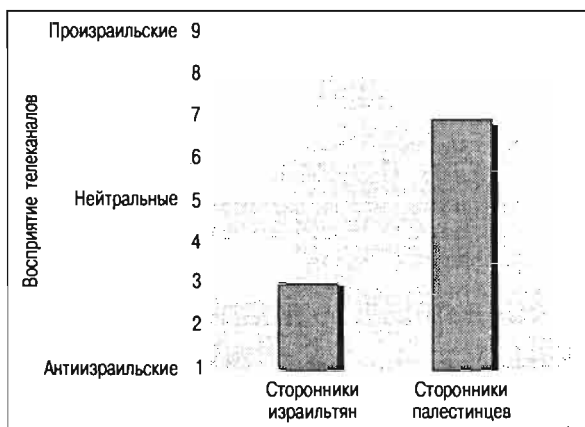 Восприятие телеканалов
Произраильские 9
8
7
6
Нейтральные 5
4
3
2
Антиизраильские 1
Сторонники израильтян
Сторонники палестинцев